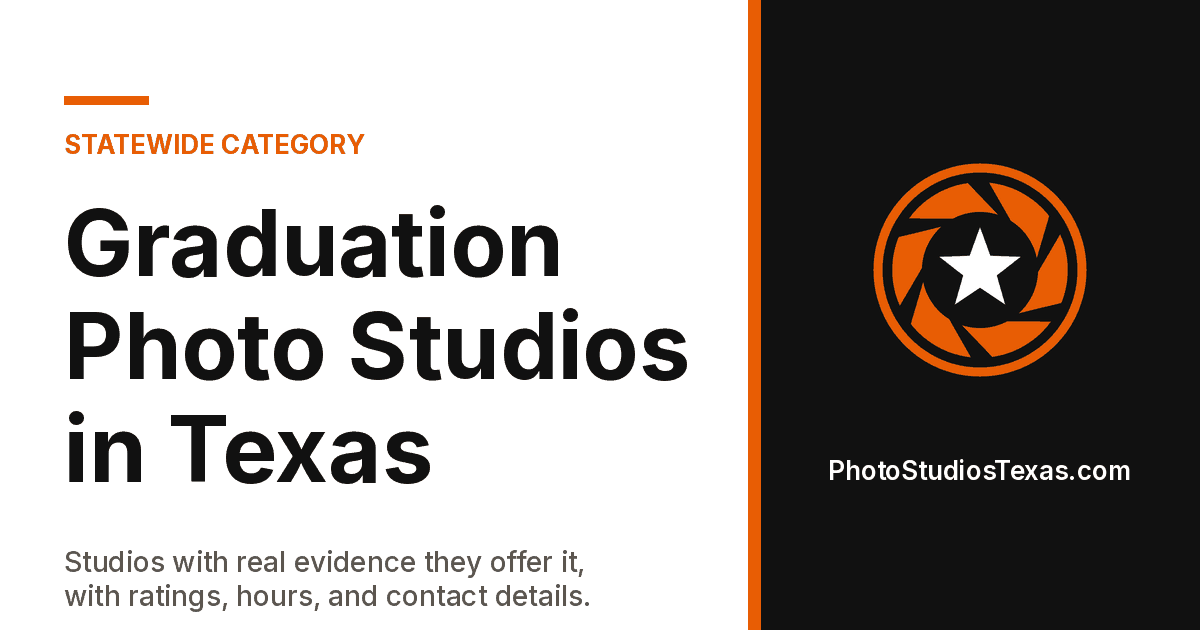 STATEWIDE CATEGORY
Graduation
Photo Studios
in Texas
Studios with real evidence they offer it,
with ratings, hours, and contact details.
PhotoStudiosTexas.com